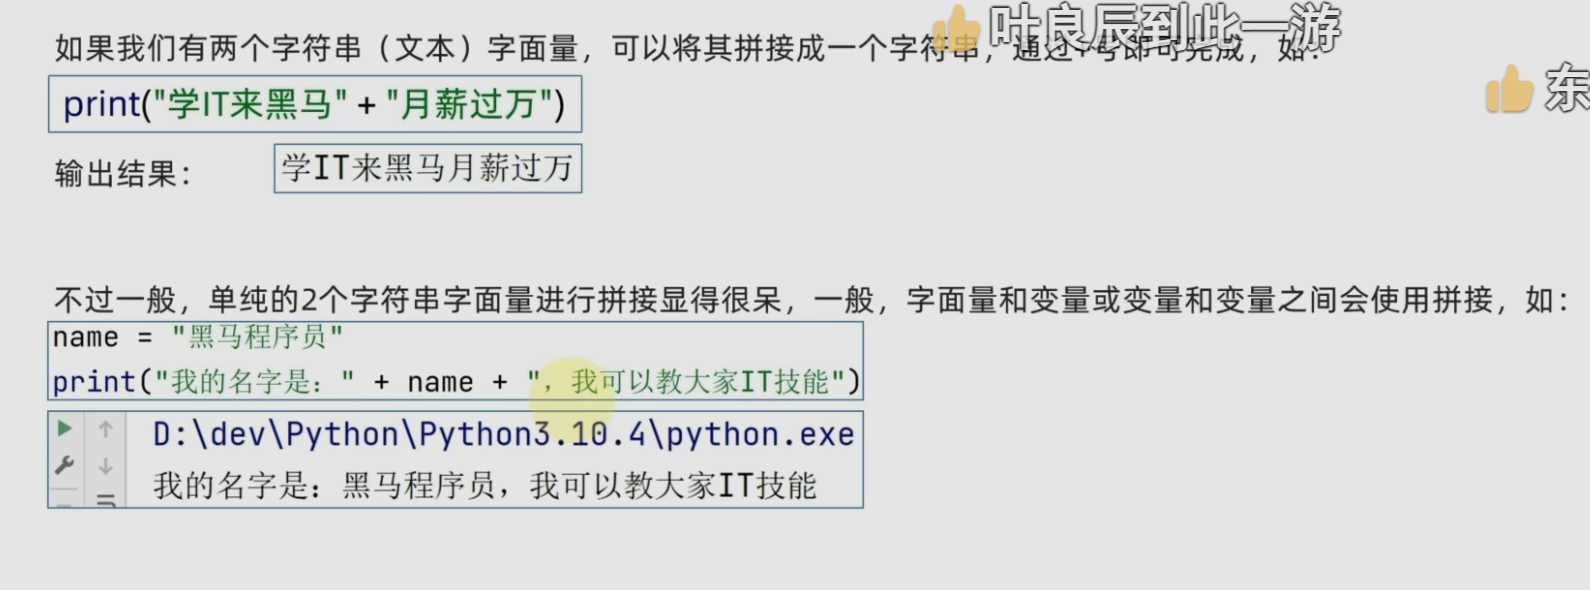 叶良辰到此一游
如果我们有两个字符串（文本）字面量，可以将其拼接成一个字符串，通过+号即可完成，如：
东
print("学IT来黑马" + "月薪过万")
输出结果：
学IT来黑马月薪过万
不过一般，单纯的2个字符串字面量进行拼接显得很呆，一般，字面量和变量或变量和变量之间会使用拼接，如：
name = "黑马程序员"
print("我的名字是：" + name + "，我可以教大家IT技能")
D:\dev\Python\Python3.10.4\python.exe
我的名字是：黑马程序员，我可以教大家IT技能